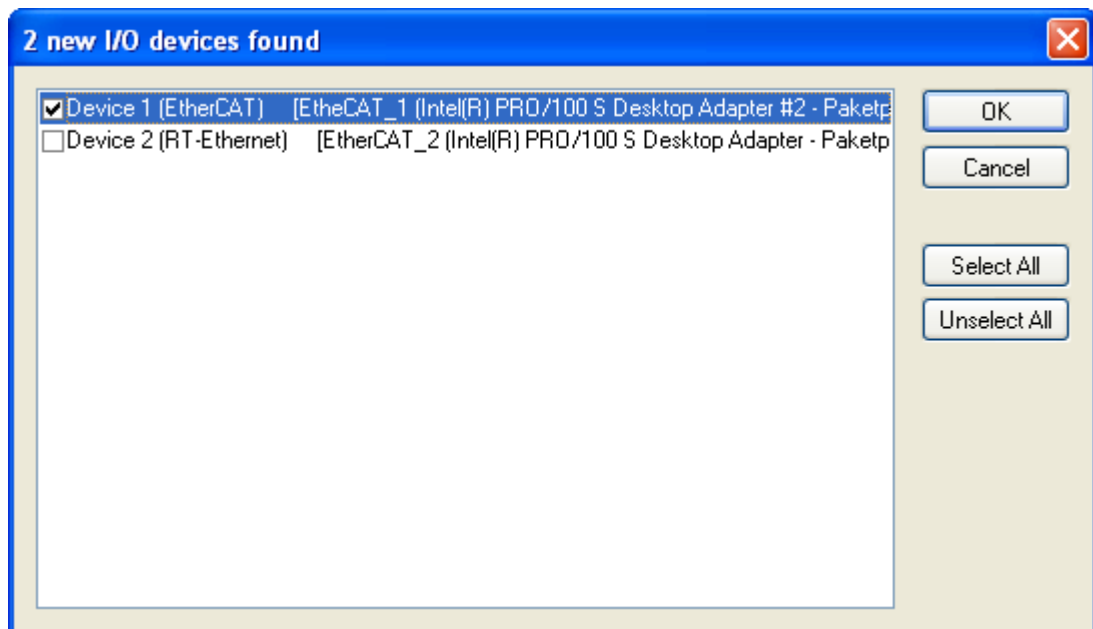 2 new I/O devices found
Device 1 (EtherCAT) [EtheCAT_1 (Intel(R) PRO/100 S Desktop Adapter #2 - Paketp
Device 2 (RT-Ethernet) [EtherCAT_2 (Intel(R) PRO/100 S Desktop Adapter - Paketp
OK
Cancel
Select All
Unselect All